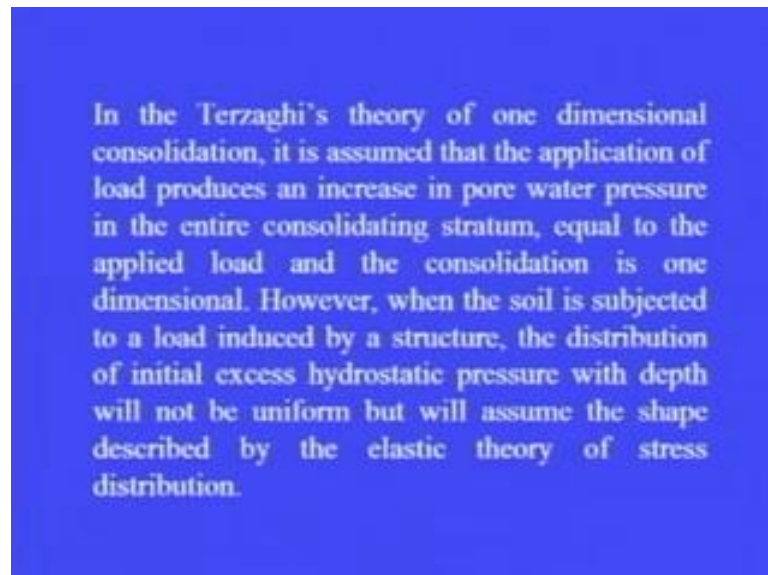 In the Terzaghi's theory of one dimensional
consolidation, it is assumed that the application of
load produces an increase in pore water pressure
in the entire consolidating stratum, equal to the
applied load and the consolidation is one
dimensional. However, when the soil is subjected
to a load induced by a structure, the distribution
of initial excess hydrostatic pressure with depth
will not be uniform but will assume the shape
described by the elastic theory of stress
distribution.